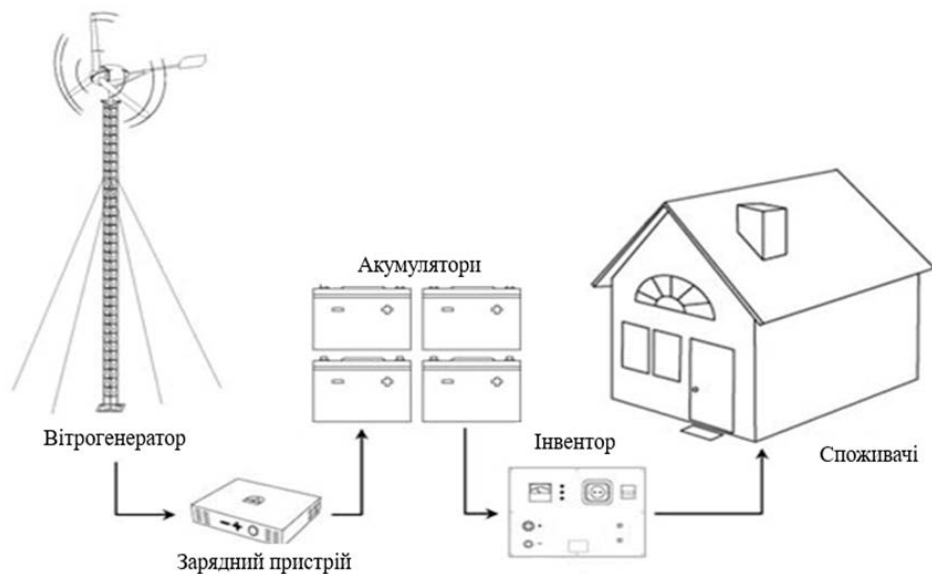 Акумулятори
Вітрогенератор
Інвентор
Споживачі
Зарядний пристрій